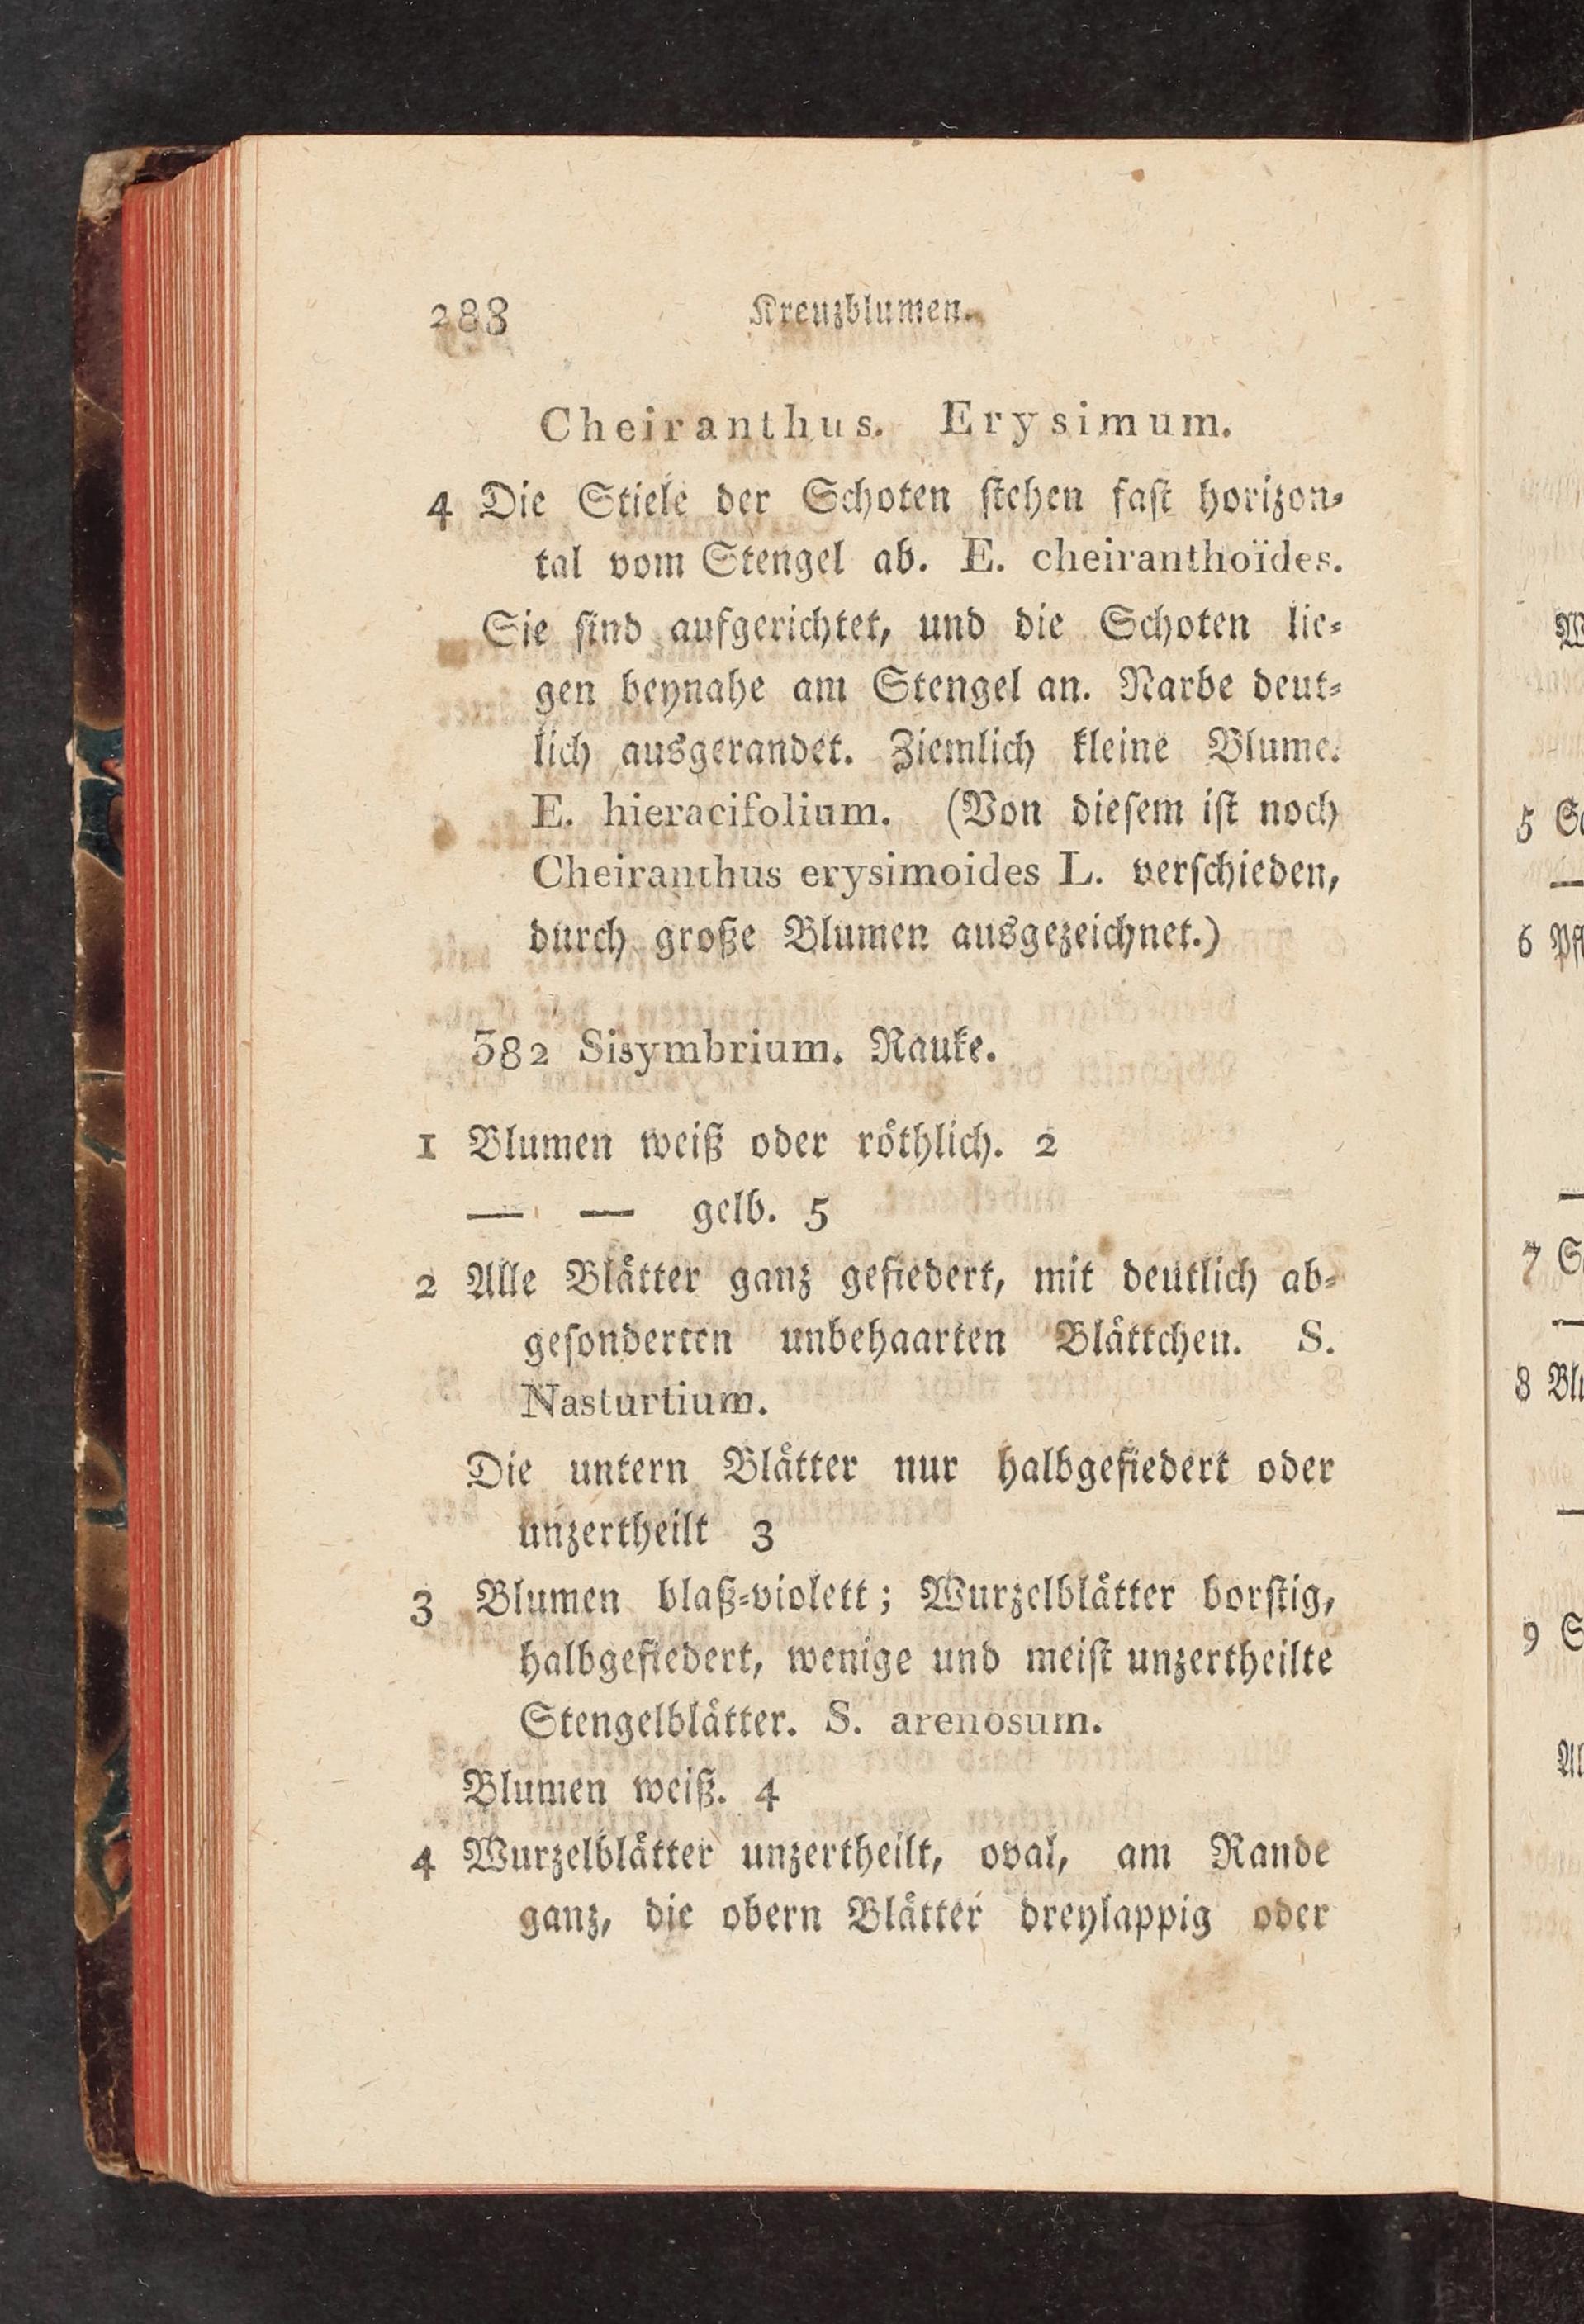 288 Kreuzblumen.
Cheiranthus. Erysimum.
4 Die Stiele der Schoten ſtehen faſt horizon⸗
tal vom Stengel ab. E. cheiranthoïdes.
Sie ſind aufgerichtet, und die Schoten lie⸗
gen beynahe am Stengel an. Narbe deut⸗
lich ausgerandet. Ziemlich kleine Blume.
E. hieracifolium. (Von dieſem iſt noch
Cheiranthus erysimoides L. verſchieden,
durch große Blumen ausgezeichnet.)
382 Sisymbrium. Rauke.
1 Blumen weiß oder röthlich. 2
— — gelb. 5
2 Alle Blätter ganz gefiedert, mit deutlich ab⸗
geſonderten unbehaarten Blättchen. S.
Nasturtium.
Die untern Blätter nur halbgefiedert oder
unzertheilt 3
3 Blumen blaß⸗violett; Wurzelblätter borſtig,
halbgefiedert, wenige und meiſt unzertheilte
Stengelblätter. S. arenosum.
Blumen weiß. 4
4 Wurzelblätter unzertheilt, oval, am Rande
ganz, die obern Blätter dreylappig oder
5
6
7
8
9